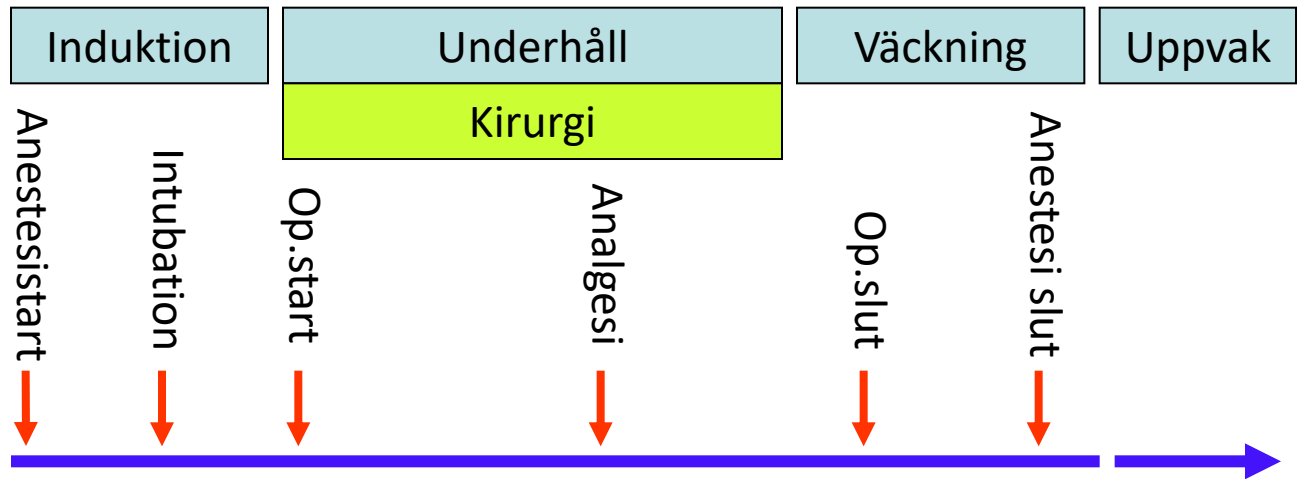 Induktion
Underhåll
Väckning
Uppvak
Kirurgi
Anestesistart
Intubation
Op.start
Analgesi
Op.slut
Anestesi slut